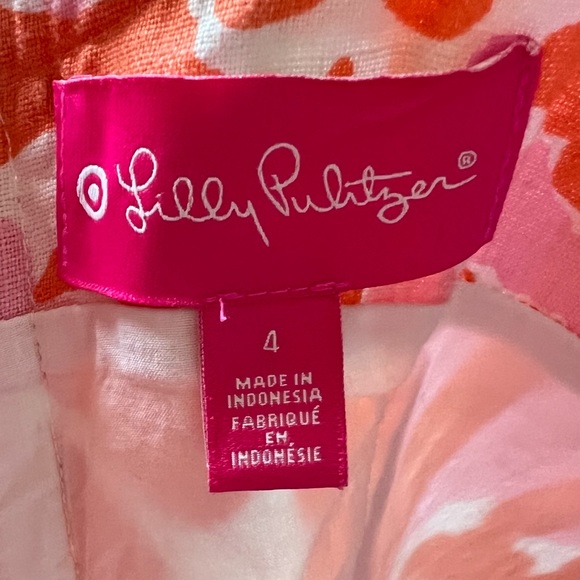 Lilly Pulitzer®
4
MADE IN
INDONESIA
FABRIQUÉ
EN
INDONÉSIE